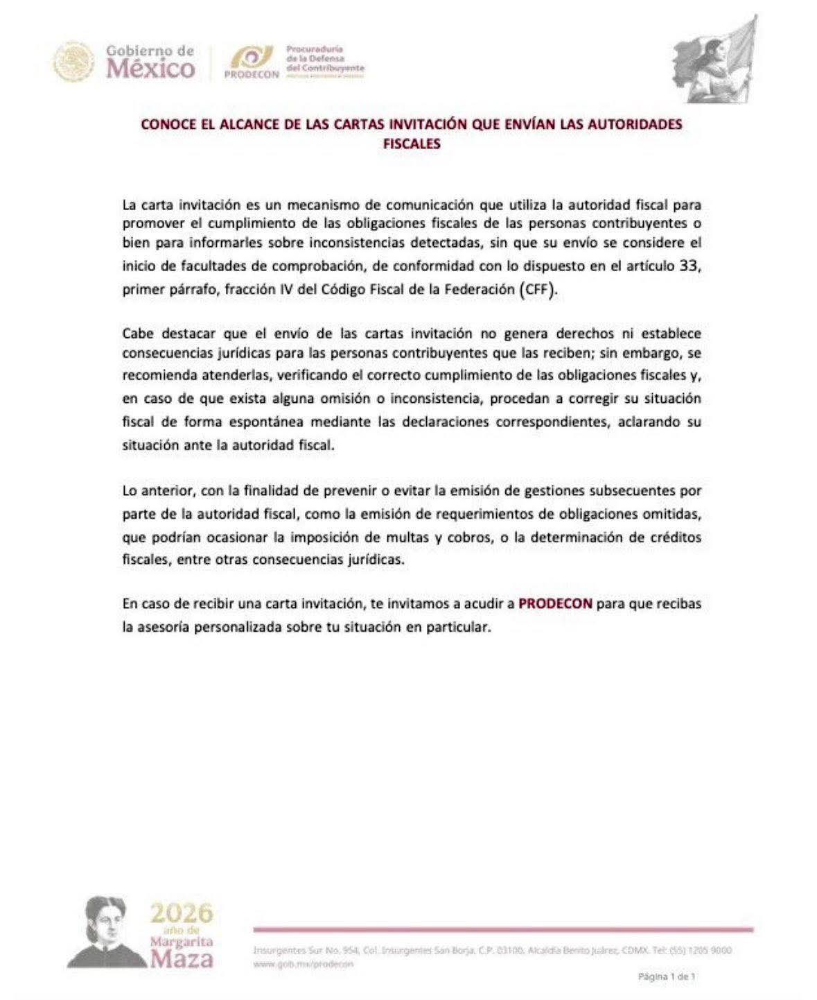 Gobierno de
México
PRODECON
Procuraduría
de la Defensa
del Contribuyente
CONOCE EL ALCANCE DE LAS CARTAS INVITACIÓN QUE ENVÍAN LAS AUTORIDADES
FISCALES
La carta invitación es un mecanismo de comunicación que utiliza la autoridad fiscal para
promover el cumplimiento de las obligaciones fiscales de las personas contribuyentes o
bien para informarles sobre inconsistencias detectadas, sin que su envío se considere el
inicio de facultades de comprobación, de conformidad con lo dispuesto en el artículo 33,
primer párrafo, fracción IV del Código Fiscal de la Federación (CFF).
Cabe destacar que el envío de las cartas invitación no genera derechos ni establece
consecuencias jurídicas para las personas contribuyentes que las reciben; sin embargo, se
recomienda atenderlas, verificando el correcto cumplimiento de las obligaciones fiscales y,
en caso de que exista alguna omisión o inconsistencia, procedan a corregir su situación
fiscal de forma espontánea mediante las declaraciones correspondientes, aclarando su
situación ante la autoridad fiscal.
Lo anterior, con la finalidad de prevenir o evitar la emisión de gestiones subsecuentes por
parte de la autoridad fiscal, como la emisión de requerimientos de obligaciones omitidas,
que podrían ocasionar la imposición de multas y cobros, o la determinación de créditos
fiscales, entre otras consecuencias jurídicas.
En caso de recibir una carta invitación, te invitamos a acudir a PRODECON para que recibas
la asesoría personalizada sobre tu situación en particular.
2026
año de
Margarita
Maza
Insurgentes Sur No. 954, Col. Insurgentes San Borja, C.P. 03100, Alcaldía Benito Juárez, CDMX. Tel: (55) 1205 9000
www.gob.mx/prodecon
Página 1 de 1